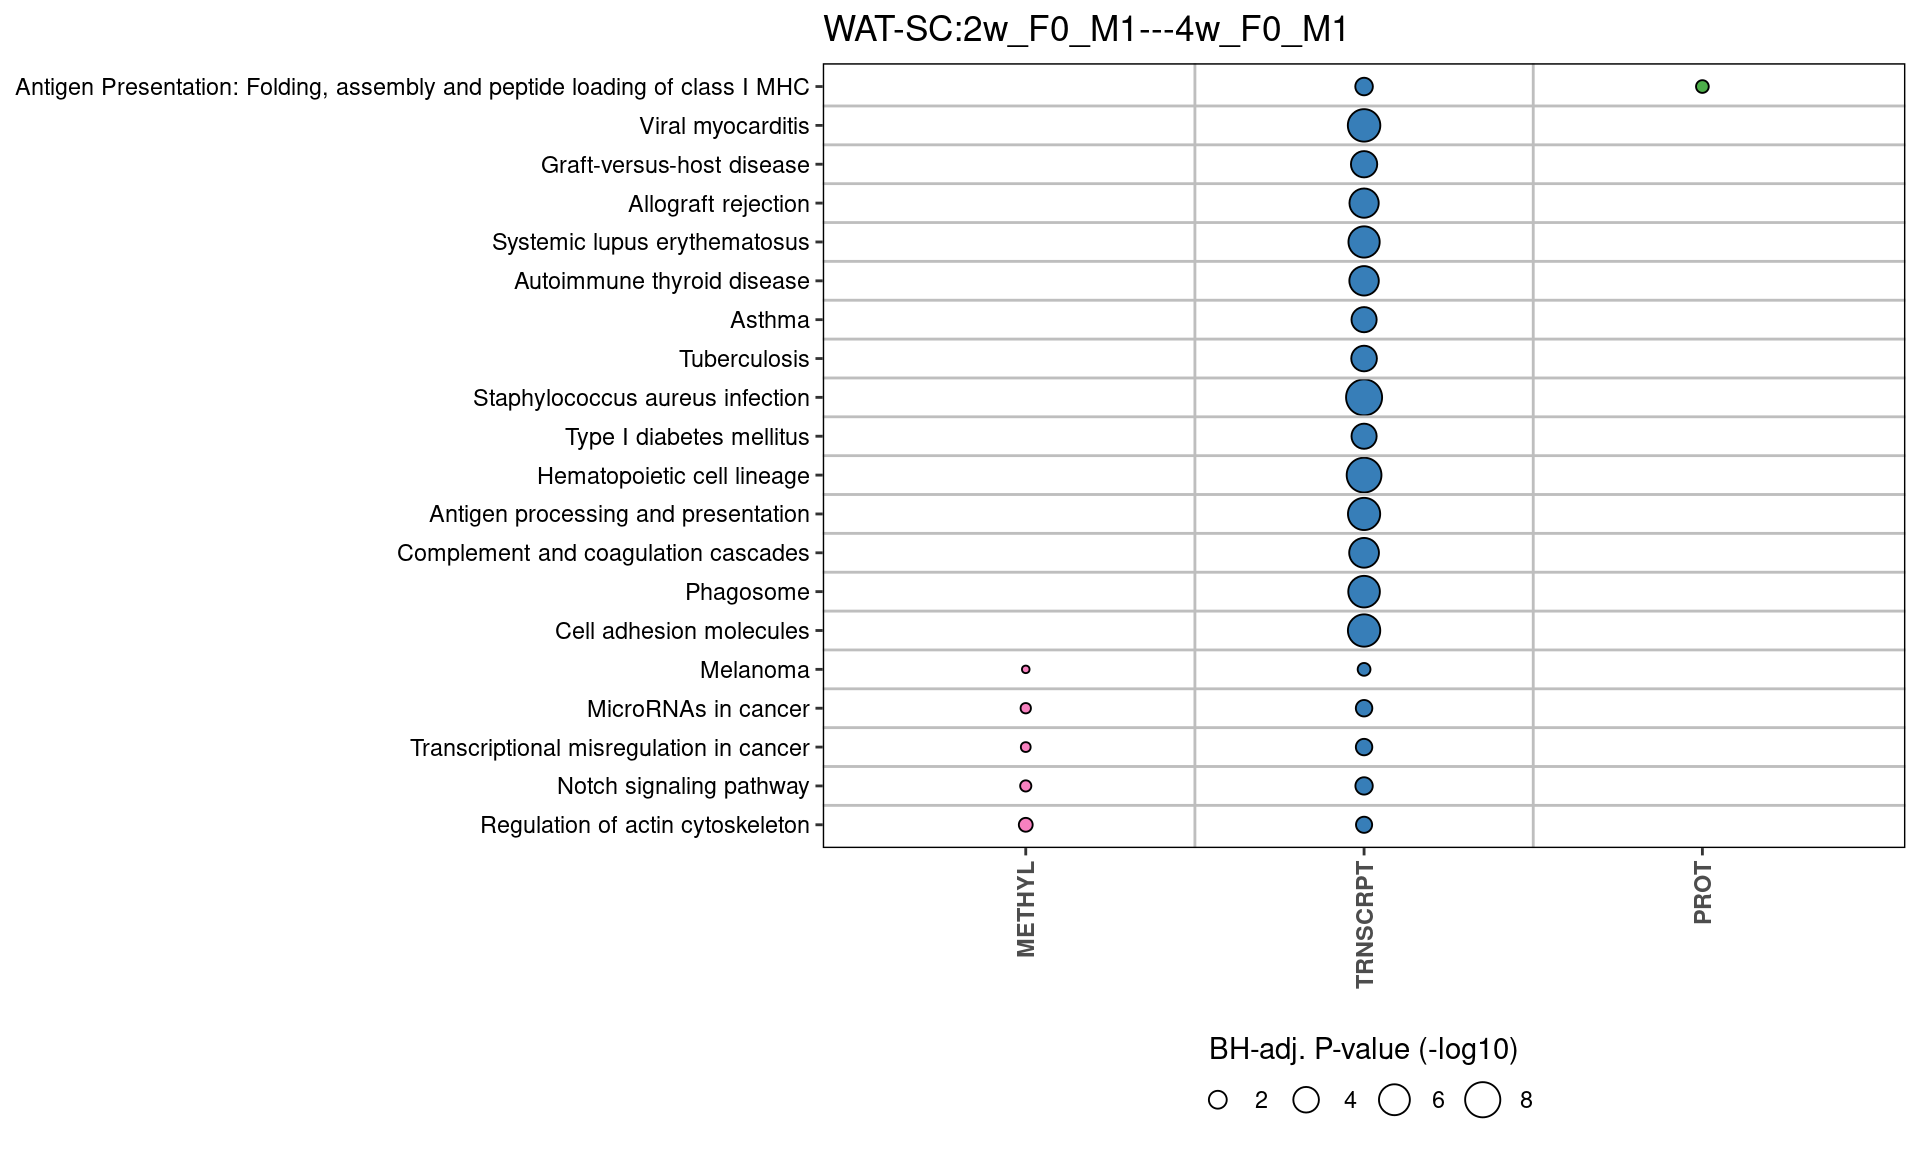 WAT-SC:2w_F0_M1---4w_F0_M1
Antigen Presentation: Folding, assembly and peptide loading of class I MHC
Viral myocarditis
Graft-versus-host disease
Allograft rejection
Systemic lupus erythematosus
Autoimmune thyroid disease
Asthma
Tuberculosis
Staphylococcus aureus infection
Type I diabetes mellitus
Hematopoietic cell lineage
Antigen processing and presentation
Complement and coagulation cascades
Phagosome
Cell adhesion molecules
Melanoma
MicroRNAs in cancer
Transcriptional misregulation in cancer
Notch signaling pathway
Regulation of actin cytoskeleton
METHYL
TRNSCRPT
PROT
BH-adj. P-value (-log10)
2 4 6 8